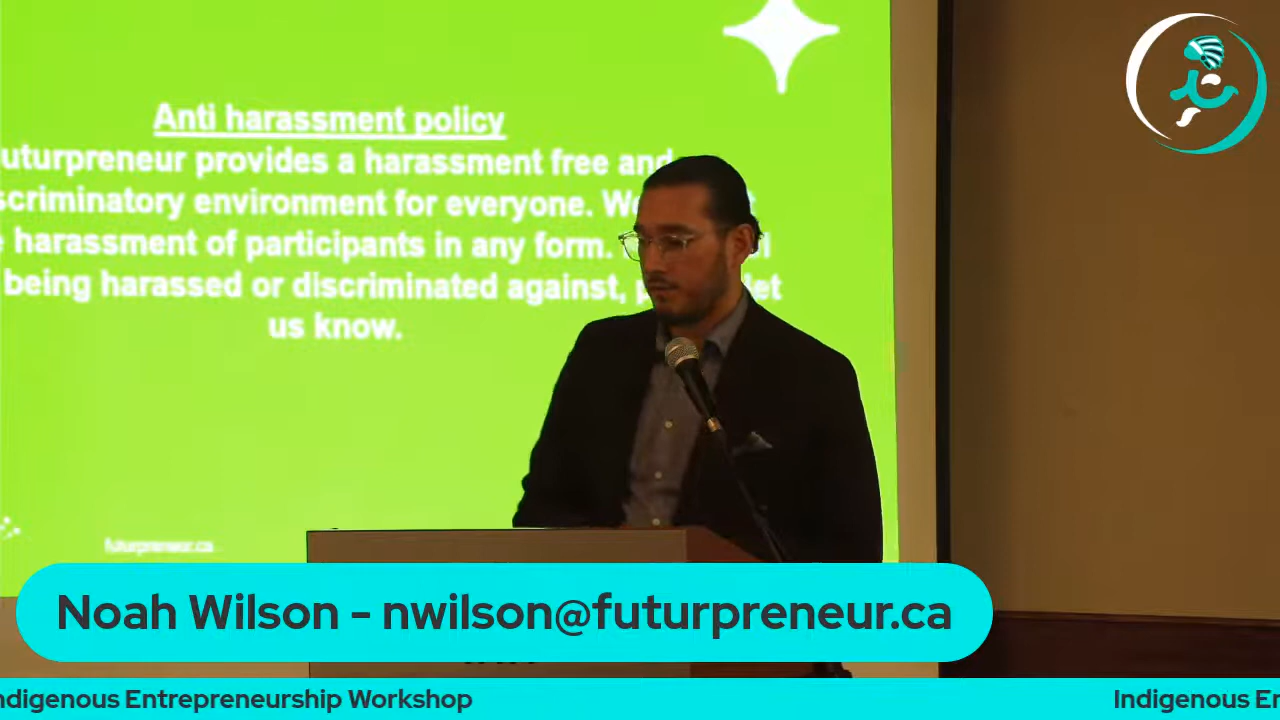 Anti harassment policy
uturpreneur provides a harassment free and
scriminatory environment for everyone. We
harassment of participants in any form.
being harassed or discriminated against, let
us know.
futurpreneur.ca
Noah Wilson - nwilson@futurpreneur.ca
ndigenous Entrepreneurship Workshop
Indigenous En